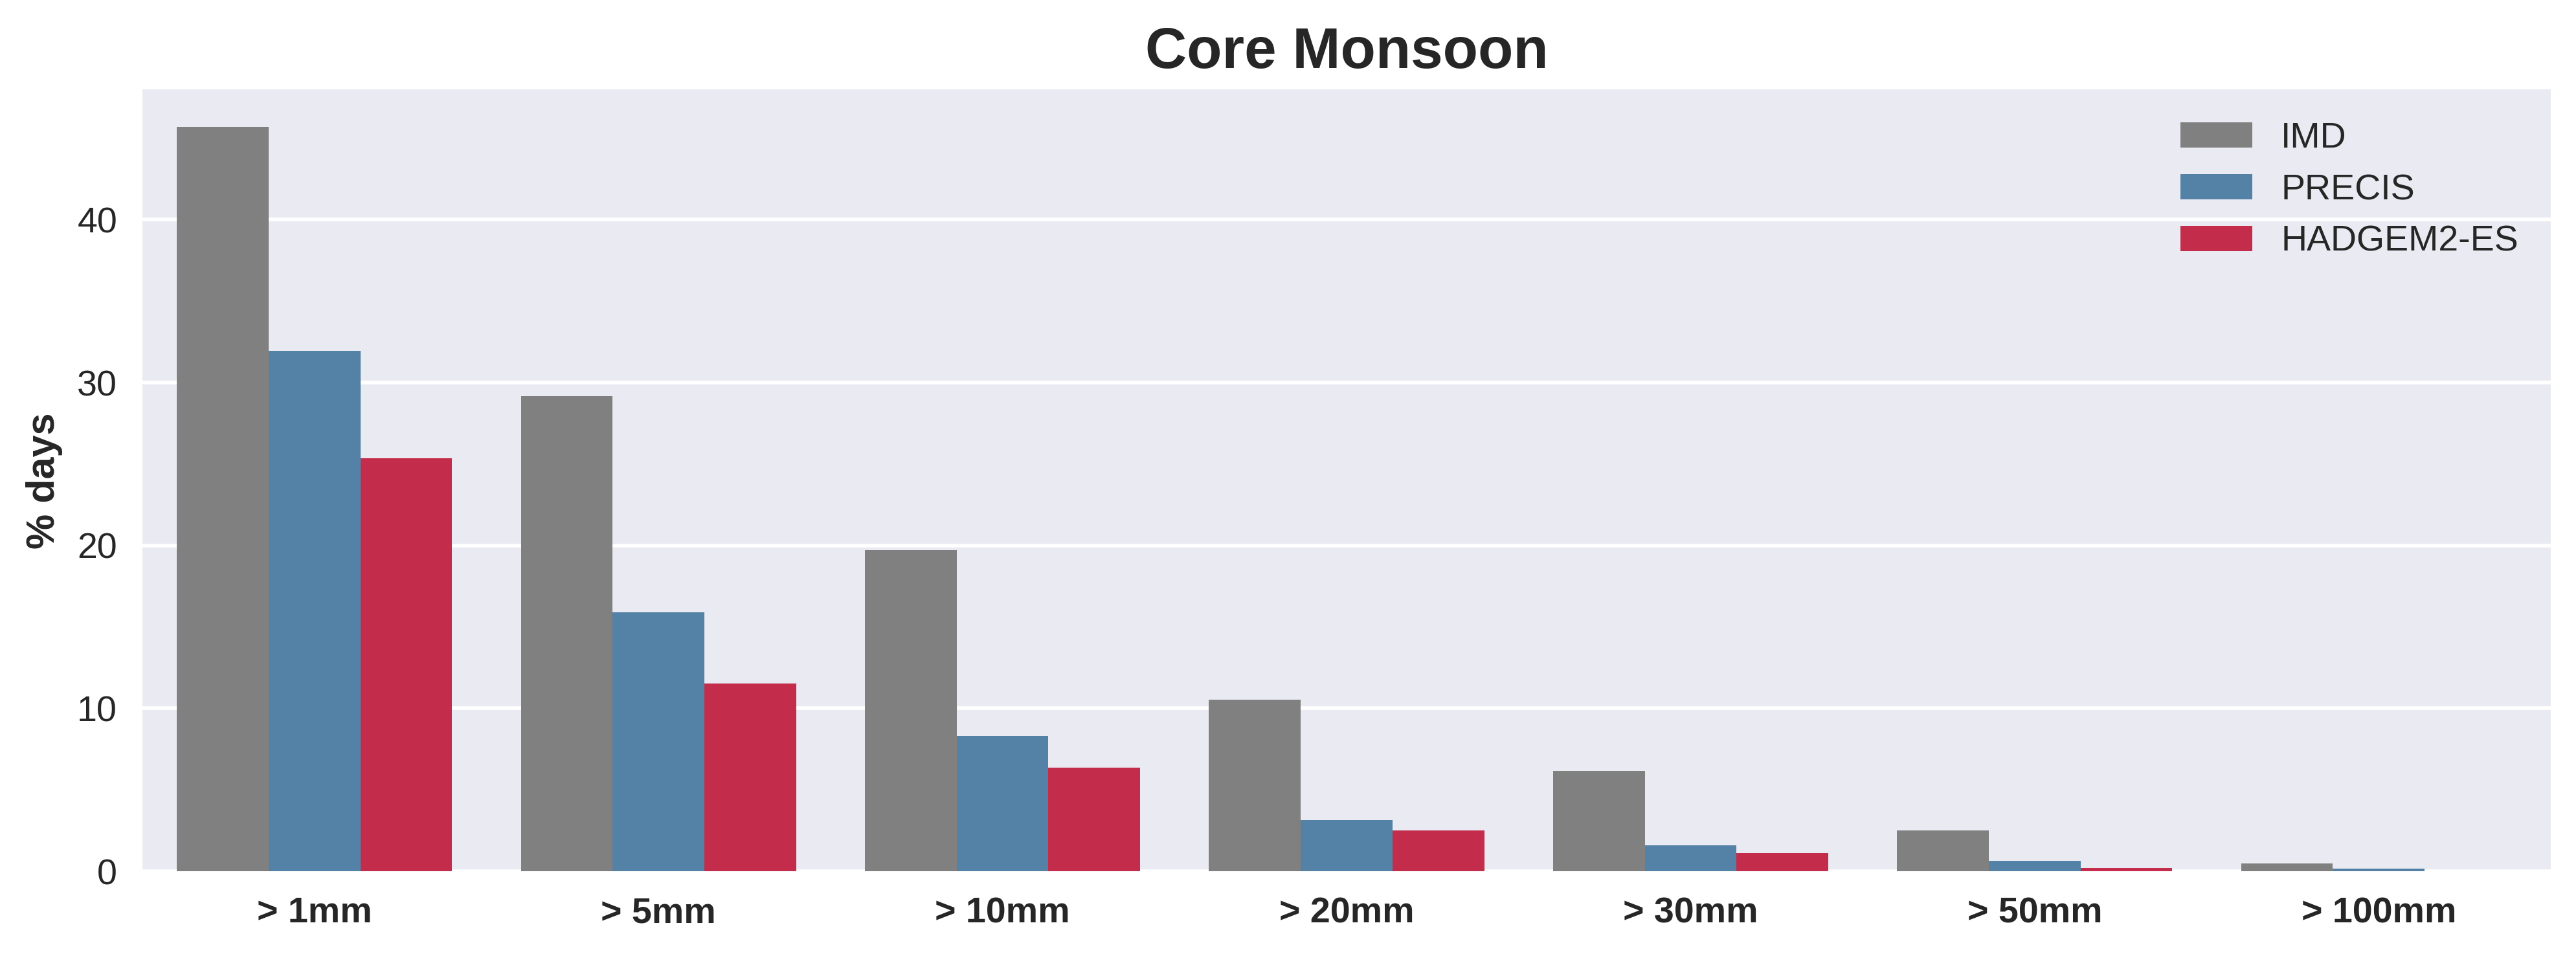 Core Monsoon
IMD
PRECIS
HADGEM2-ES
% days
40
30
20
10
0
> 1mm
> 5mm
> 10mm
> 20mm
> 30mm
> 50mm
> 100mm